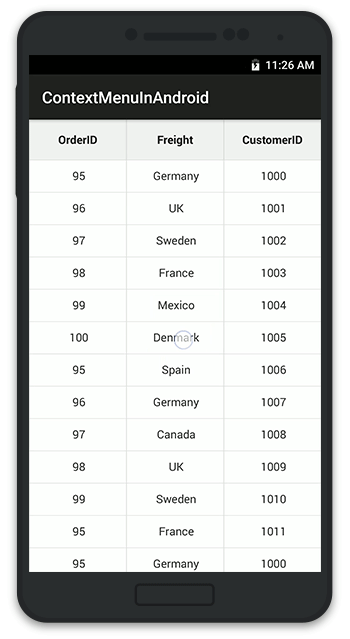 11:26 AM
ContextMenuInAndroid
OrderID Freight CustomerID
95 Germany 1000
96 UK 1001
97 Sweden 1002
98 France 1003
99 Mexico 1004
100 Denmark 1005
95 Spain 1006
96 Germany 1007
97 Canada 1008
98 UK 1009
99 Sweden 1010
95 France 1011
95 Germany 1000